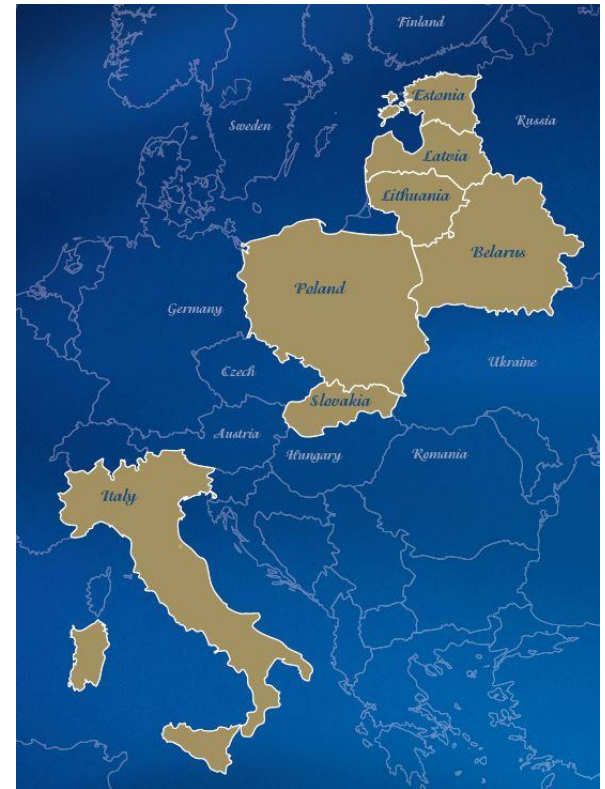 Finland
Estonia
Sweden
Russia
Latvia
Lithuania
Belarus
Poland
Germany
Ukraine
Czech
Slovakia
Austria
Hungary
Romania
Italy